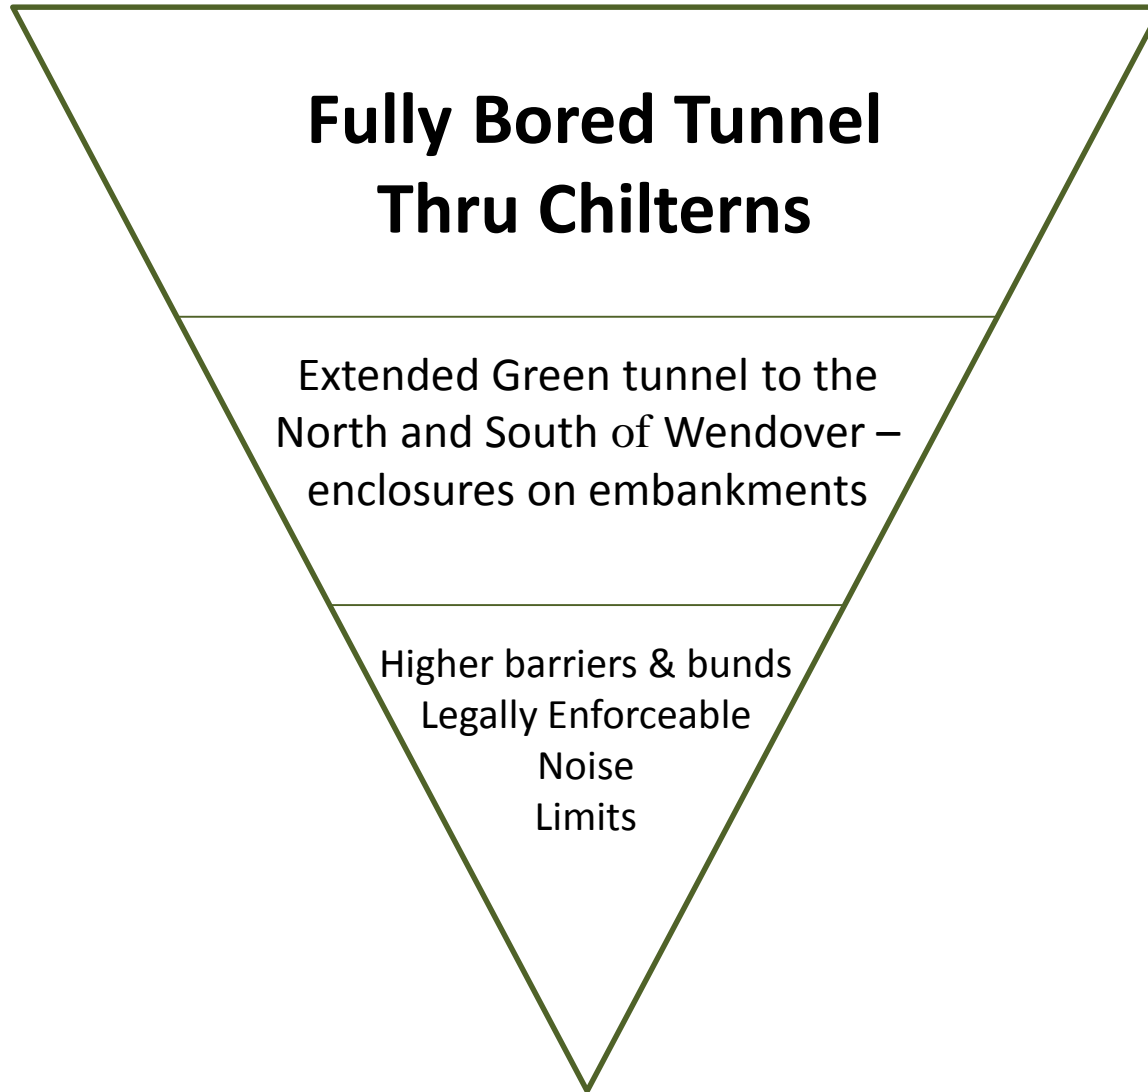 Fully Bored Tunnel
Thru Chilterns
Extended Green tunnel to the
North and South of Wendover –
enclosures on embankments
Higher barriers & bunds
Legally Enforceable
Noise
Limits